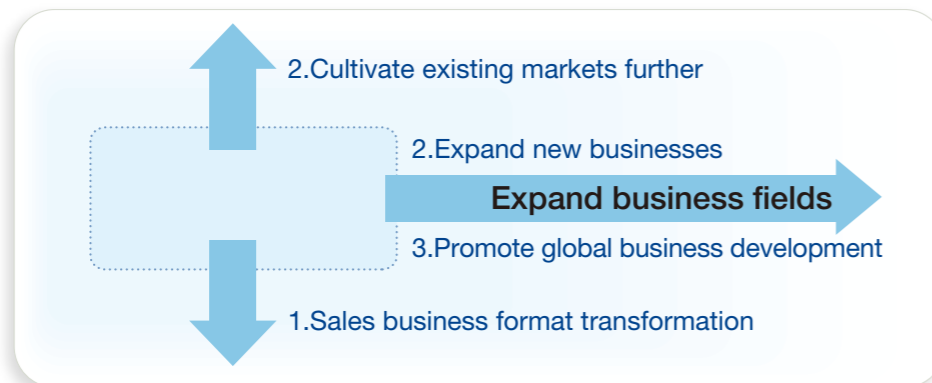 2.Cultivate existing markets further
2.Expand new businesses
Expand business fields
3.Promote global business development
1.Sales business format transformation